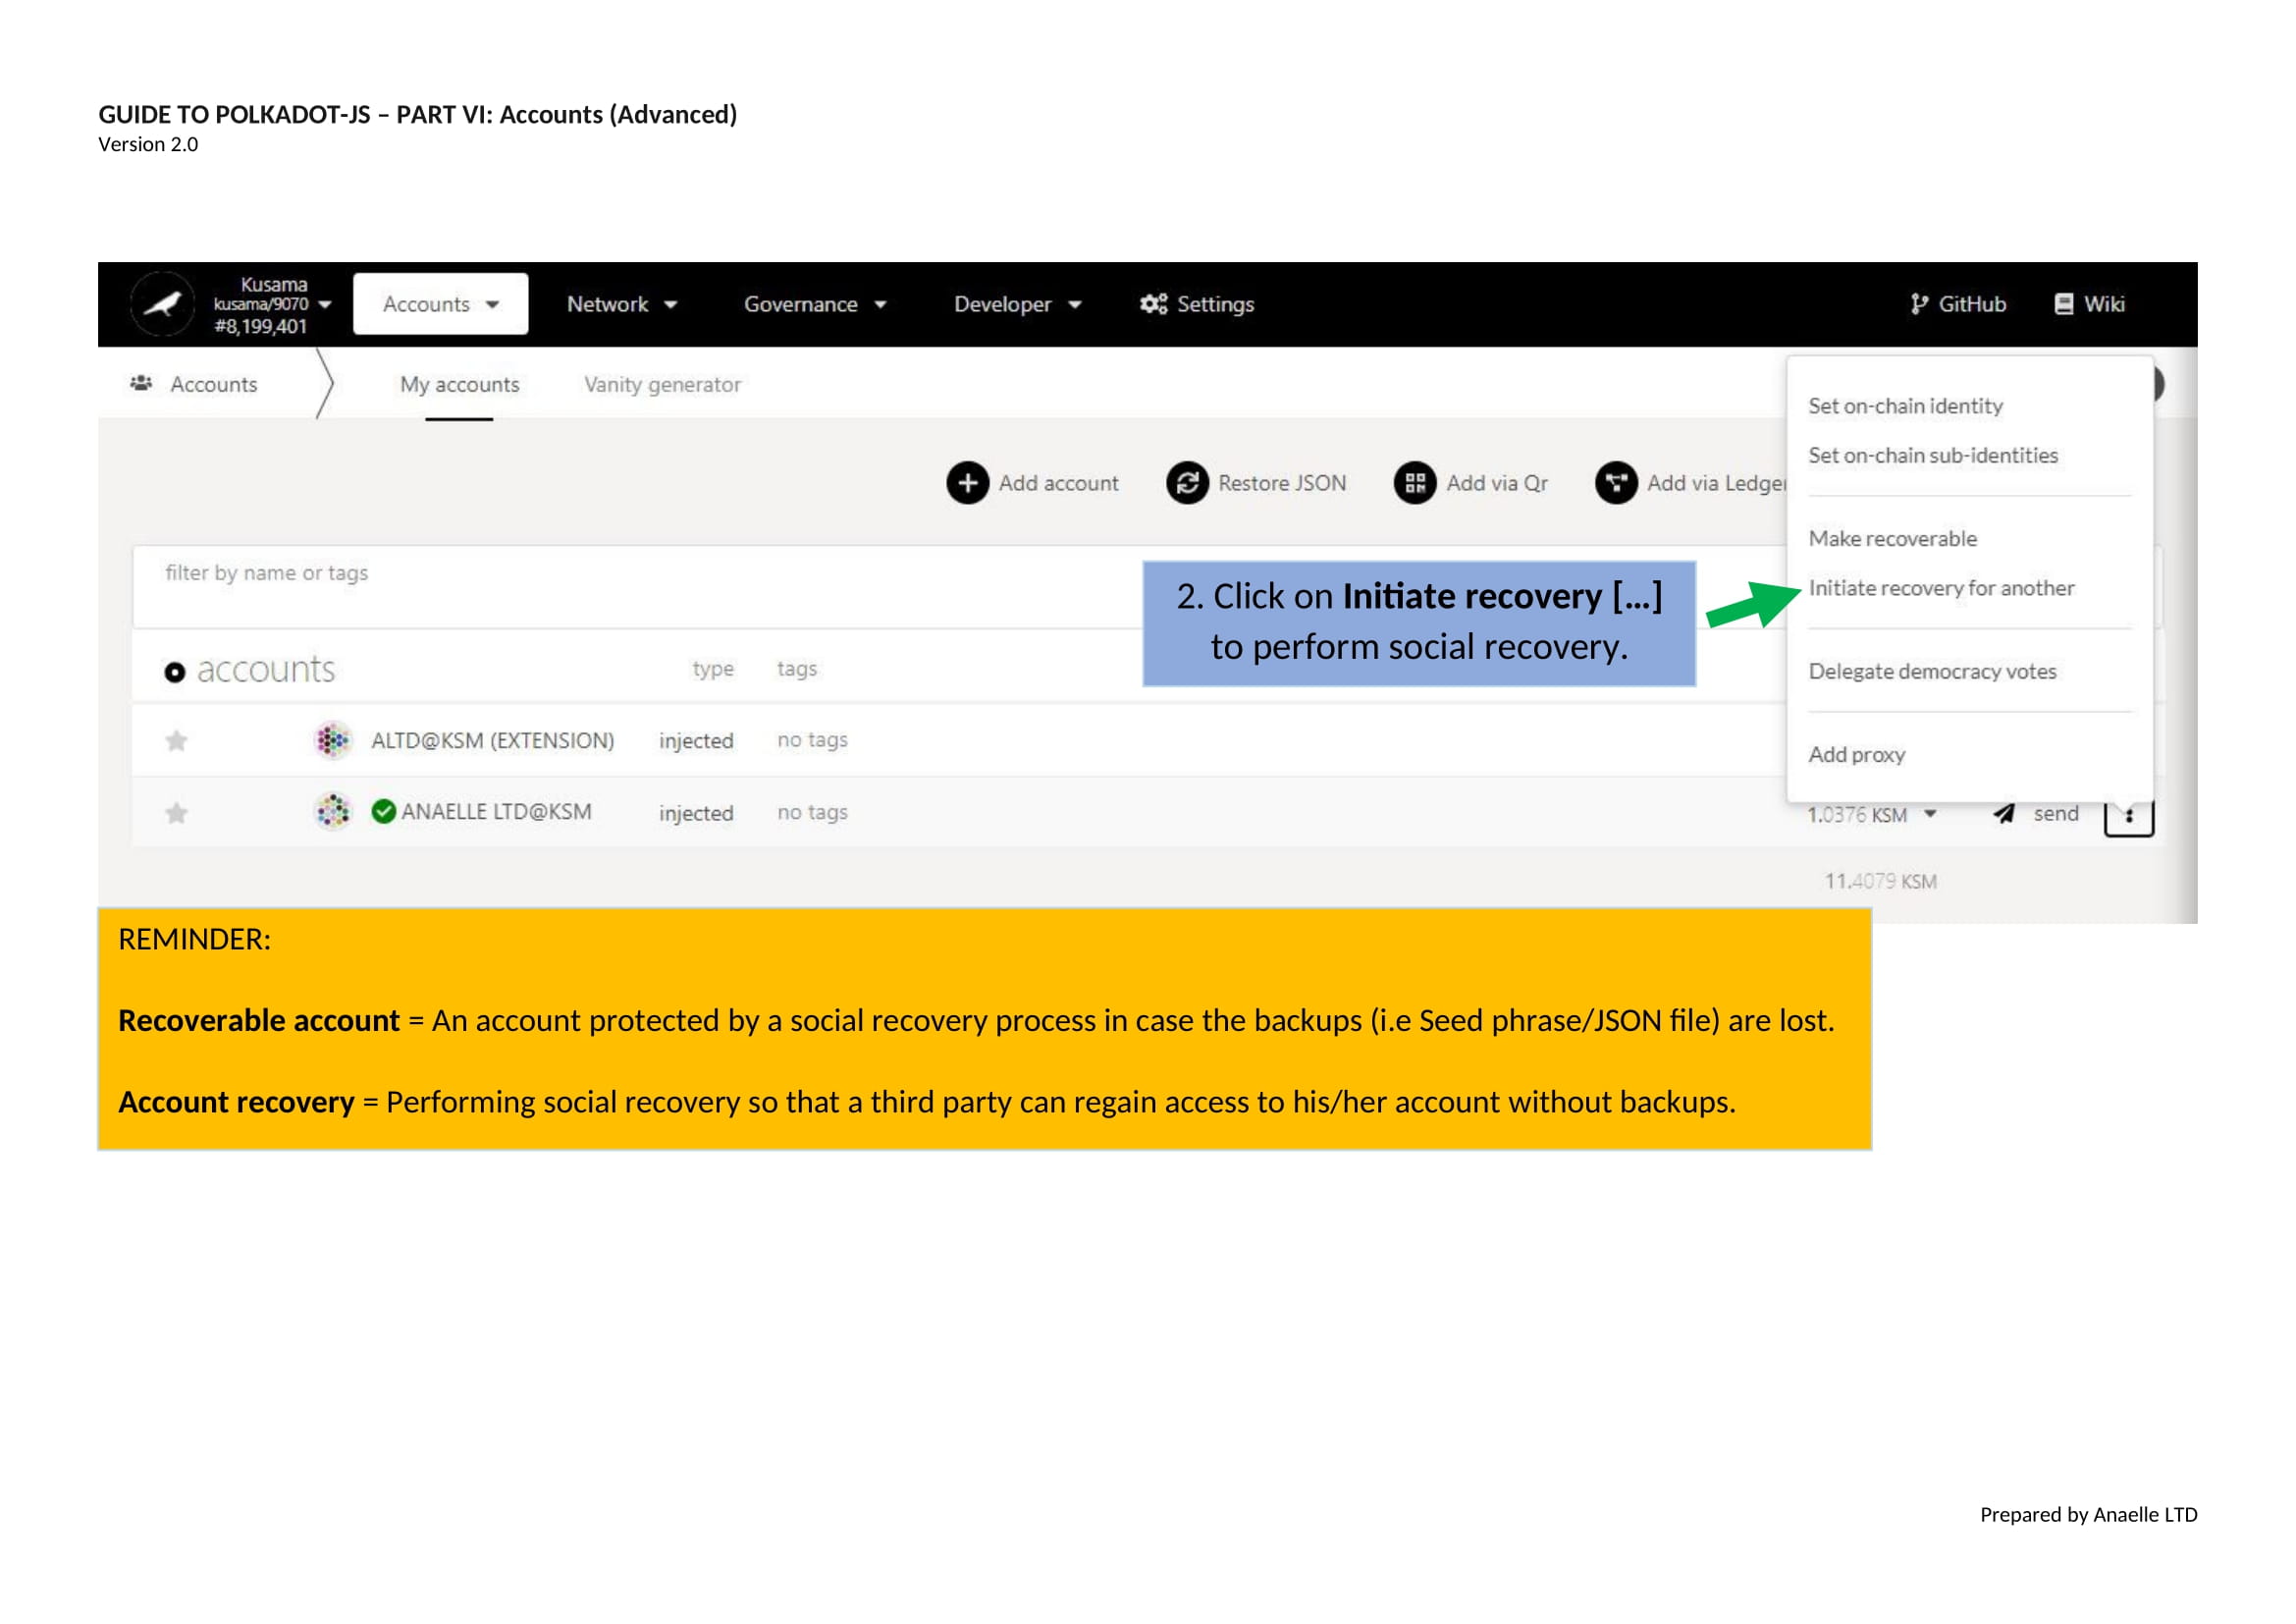 GUIDE TO POLKADOT-JS – PART VI: Accounts (Advanced)
Version 2.0
Kusama
kusama/9070
#8,199,401
Accounts
Network
Governance
Developer
Settings
GitHub
Wiki
Accounts
My accounts
Vanity generator
Set on-chain identity
Set on-chain sub-identities
Add account
Restore JSON
Add via Qr
Add via Ledger
Make recoverable
Initiate recovery for another
filter by name or tags
2. Click on Initiate recovery [...]
to perform social recovery.
Delegate democracy votes
Add proxy
accounts type tags
ALTD@KSM (EXTENSION) injected no tags
ANAELLE LTD@KSM injected no tags 1.0376 KSM send
11.4079 KSM
REMINDER:
Recoverable account = An account protected by a social recovery process in case the backups (i.e Seed phrase/JSON file) are lost.
Account recovery = Performing social recovery so that a third party can regain access to his/her account without backups.
Prepared by Anaelle LTD